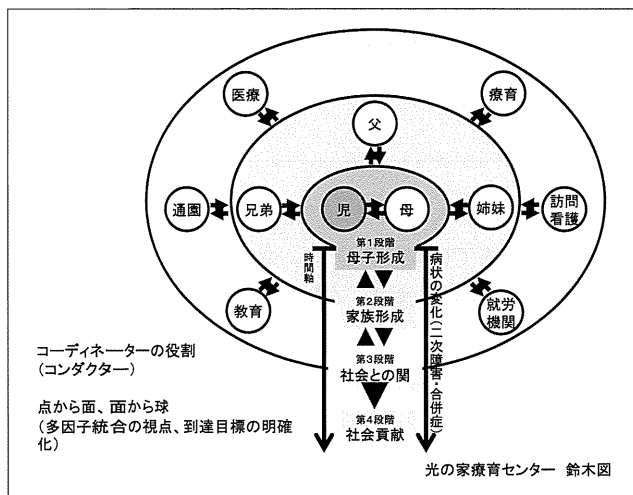 医療
療育
父
通園
兄弟
児
母
姉妹
訪問
看護
第1段階
母子形成
時間軸
病状の変化(二次障害・合併症)
教育
第2段階
家族形成
就労
機関
コーディネーターの役割
(コンダクター)
第3段階
社会との関
点から面、面から球
(多因子統合の視点、到達目標の明確
化)
第4段階
社会貢献
光の家療育センター 鈴木図